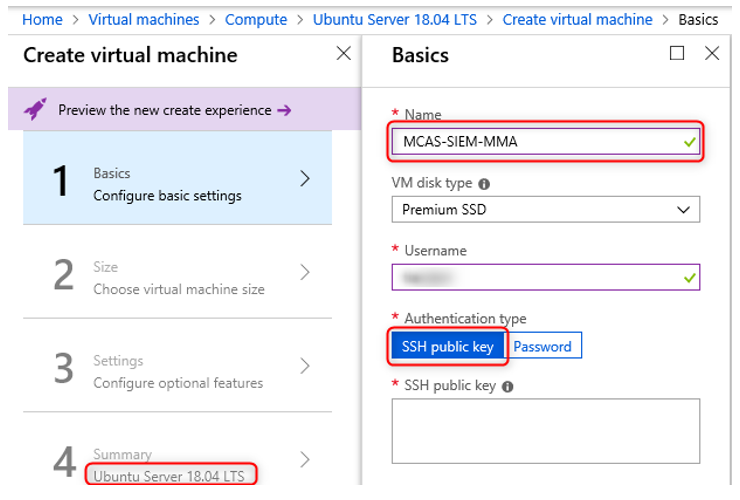 Home > Virtual machines > Compute > Ubuntu Server 18.04 LTS > Create virtual machine > Basics
Create virtual machine
Preview the new create experience →
1
Basics
Configure basic settings
2
Size
Choose virtual machine size
3
Settings
Configure optional features
4
Summary
Ubuntu Server 18.04 LTS
Basics
* Name
MCAS-SIEM-MMA
VM disk type
Premium SSD
* Username
* Authentication type
SSH public key Password
* SSH public key